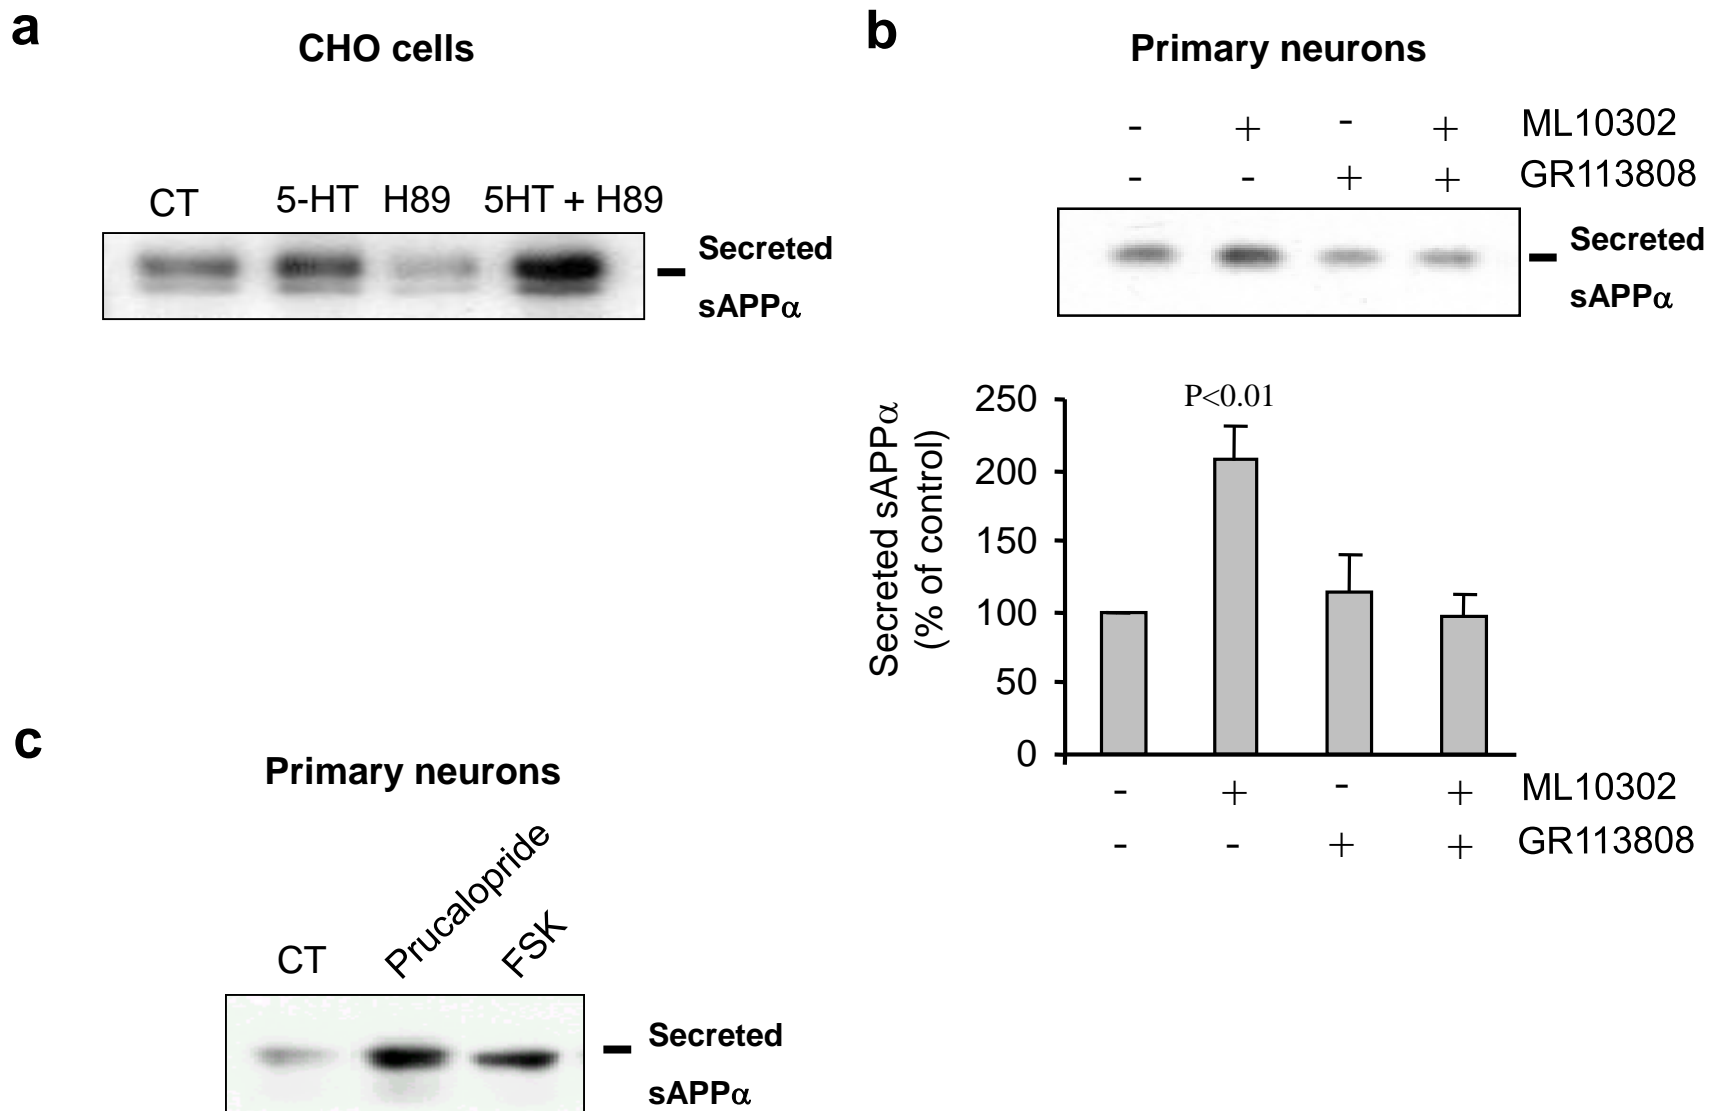 a
CHO cells
CT 5-HT H89 5HT + H89
Secreted
sAPPα
b
Primary neurons
- + - + ML10302
- - + + GR113808
Secreted
sAPPα
Secreted sAPPα
(% of control)
P<0.01
250
200
150
100
50
0
- + - + ML10302
- - + + GR113808
c
Primary neurons
CT Prucalopride FSK
Secreted
sAPPα